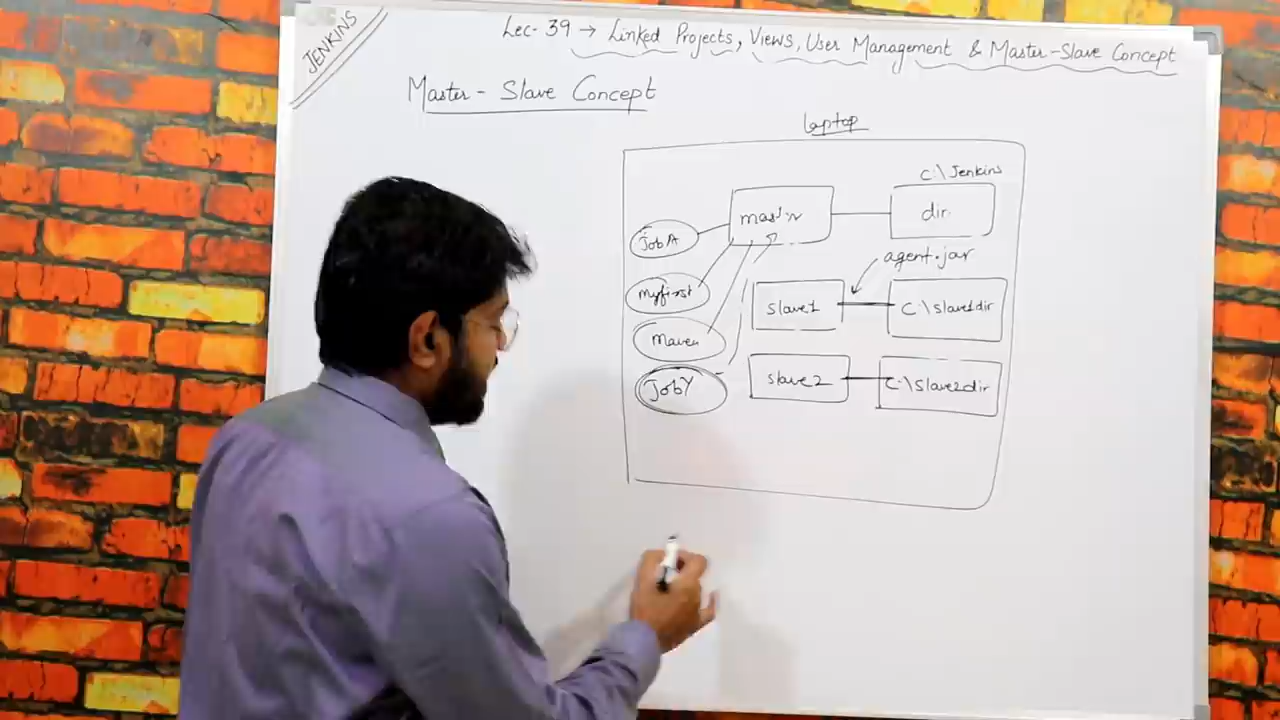 JENKINS
Lec-39 → Linked Projects, Views, User Management & Master-Slave Concept
Master - Slave Concept
laptop
C:\Jenkins
master
dir.
jobA
agent.jar
Myfirst
slave1
C:\slave1dir
Maven
slave2
C:\slave2dir
JobY